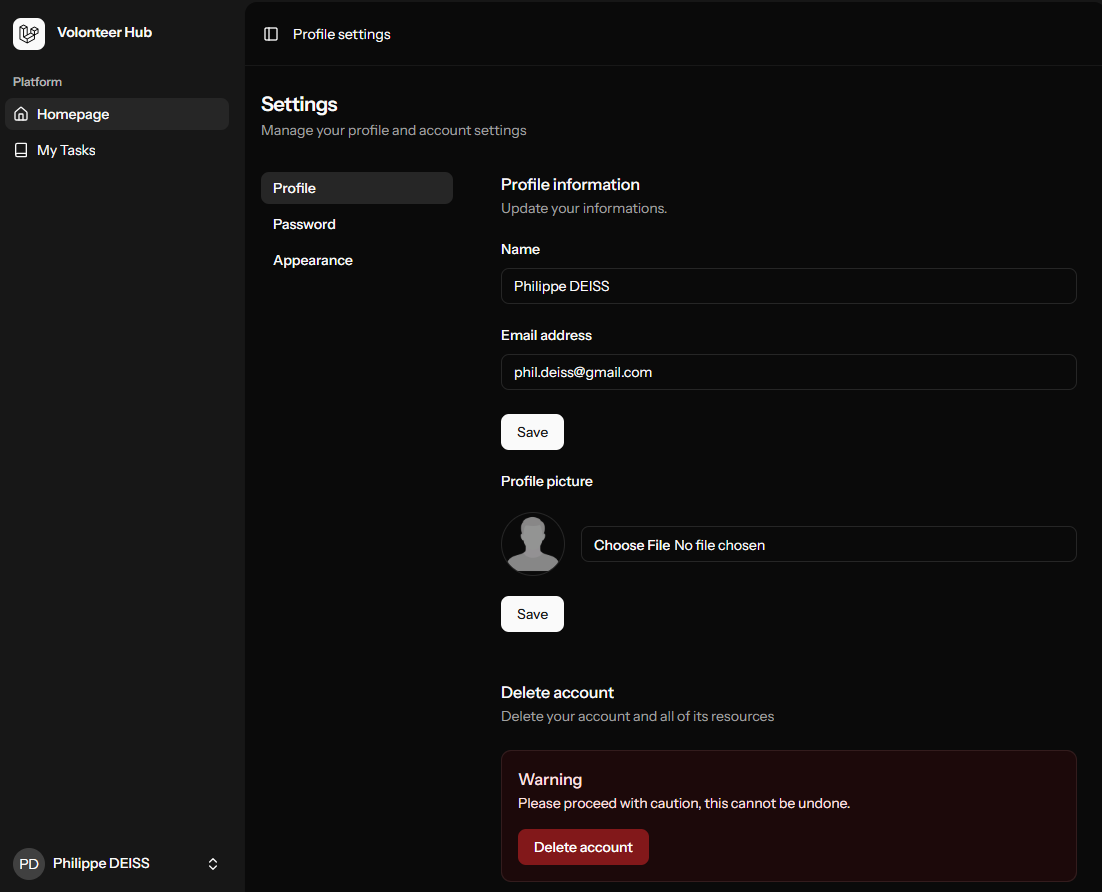 Volonteer Hub
Platform
Homepage
My Tasks
Philippe DEISS
PD
Profile settings
Settings
Manage your profile and account settings
Profile
Password
Appearance
Profile information
Update your informations.
Name
Philippe DEISS
Email address
phil.deiss@gmail.com
Save
Profile picture
Choose File No file chosen
Save
Delete account
Delete your account and all of its resources
Warning
Please proceed with caution, this cannot be undone.
Delete account